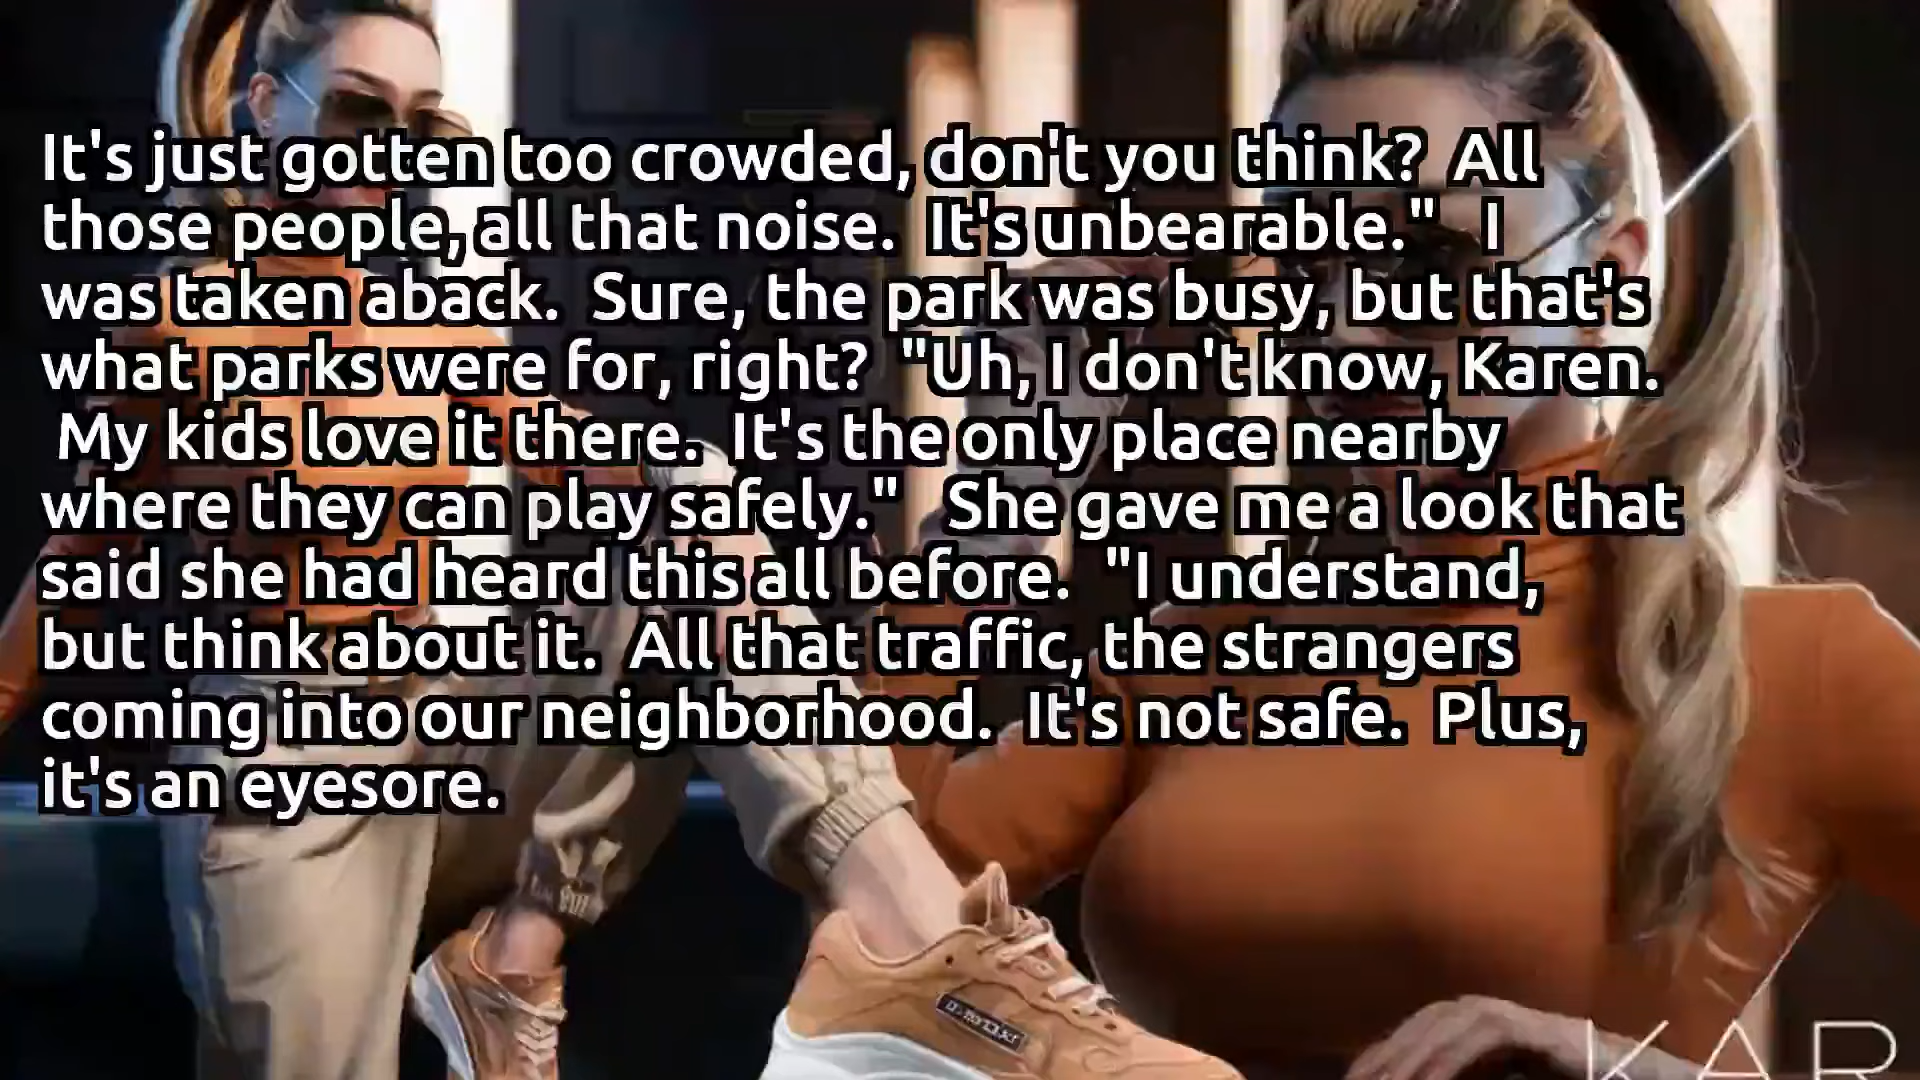 It's just gotten too crowded, don't you think?  All
those people, all that noise.  It's unbearable."   I
was taken aback.  Sure, the park was busy, but that's
what parks were for, right?  "Uh, I don't know, Karen.
My kids love it there.  It's the only place nearby
where they can play safely."   She gave me a look that
said she had heard this all before.  "I understand,
but think about it.  All that traffic, the strangers
coming into our neighborhood.  It's not safe.  Plus,
it's an eyesore.
KAR